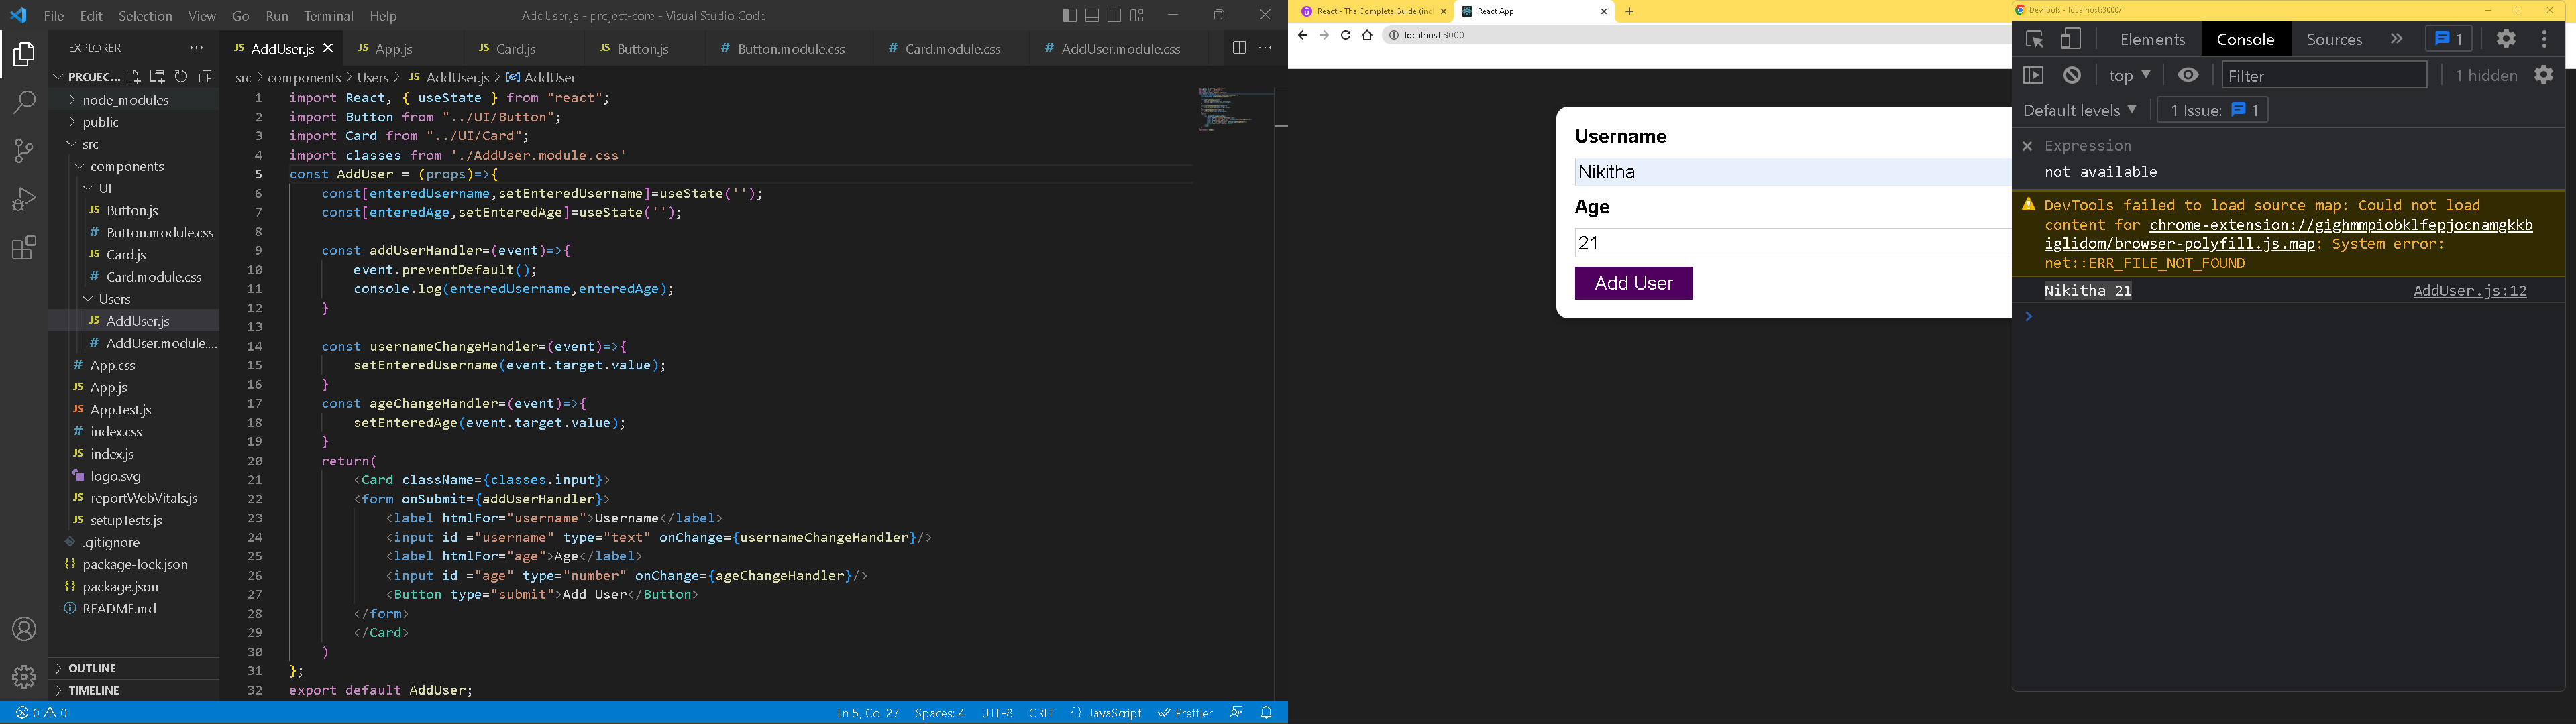 File Edit Selection View Go Run Terminal Help
AddUser.js - project-core - Visual Studio Code
EXPLORER
PROJEC...
node_modules
public
src
components
UI
JS Button.js
# Button.module.css
JS Card.js
# Card.module.css
Users
JS AddUser.js
# AddUser.module....
# App.css
JS App.js
JS App.test.js
# index.css
JS index.js
logo.svg
JS reportWebVitals.js
JS setupTests.js
.gitignore
{} package-lock.json
{} package.json
README.md
OUTLINE
TIMELINE
JS AddUser.js JS App.js JS Card.js JS Button.js # Button.module.css # Card.module.css # AddUser.module.css
src > components > Users > JS AddUser.js > AddUser
1 import React, { useState } from "react";
2 import Button from "../UI/Button";
3 import Card from "../UI/Card";
4 import classes from './AddUser.module.css'
5 const AddUser = (props)=>{
6 const[enteredUsername,setEnteredUsername]=useState('');
7 const[enteredAge,setEnteredAge]=useState('');
8
9 const addUserHandler=(event)=>{
10 event.preventDefault();
11 console.log(enteredUsername,enteredAge);
12 }
13
14 const usernameChangeHandler=(event)=>{
15 setEnteredUsername(event.target.value);
16 }
17 const ageChangeHandler=(event)=>{
18 setEnteredAge(event.target.value);
19 }
20 return(
21 <Card className={classes.input}>
22 <form onSubmit={addUserHandler}>
23 <label htmlFor="username">Username</label>
24 <input id ="username" type="text" onChange={usernameChangeHandler}/>
25 <label htmlFor="age">Age</label>
26 <input id ="age" type="number" onChange={ageChangeHandler}/>
27 <Button type="submit">Add User</Button>
28 </form>
29 </Card>
30 )
31 };
32 export default AddUser;
0 0
Ln 5, Col 27 Spaces: 4 UTF-8 CRLF {} JavaScript Prettier
React - The Complete Guide (inc React App
localhost:3000
Username
Nikitha
Age
21
Add User
DevTools - localhost:3000/
Elements Console Sources 1
top Filter 1 hidden
Default levels 1 Issue: 1
Expression
not available
DevTools failed to load source map: Could not load
content for chrome-extension://gighmmpiobklfepjocnamgkkb
iglidom/browser-polyfill.js.map: System error:
net::ERR_FILE_NOT_FOUND
Nikitha 21 AddUser.js:12